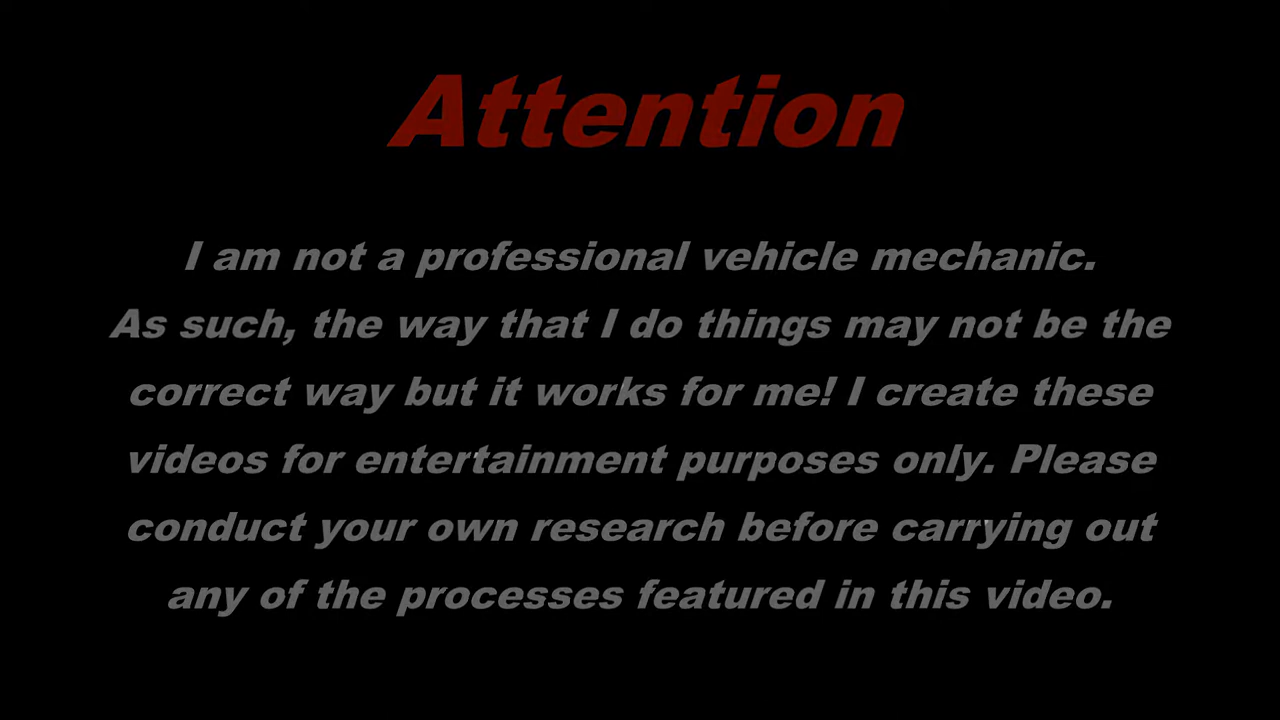 Attention
I am not a professional vehicle mechanic.
As such, the way that I do things may not be the
correct way but it works for me! I create these
videos for entertainment purposes only. Please
conduct your own research before carrying out
any of the processes featured in this video.